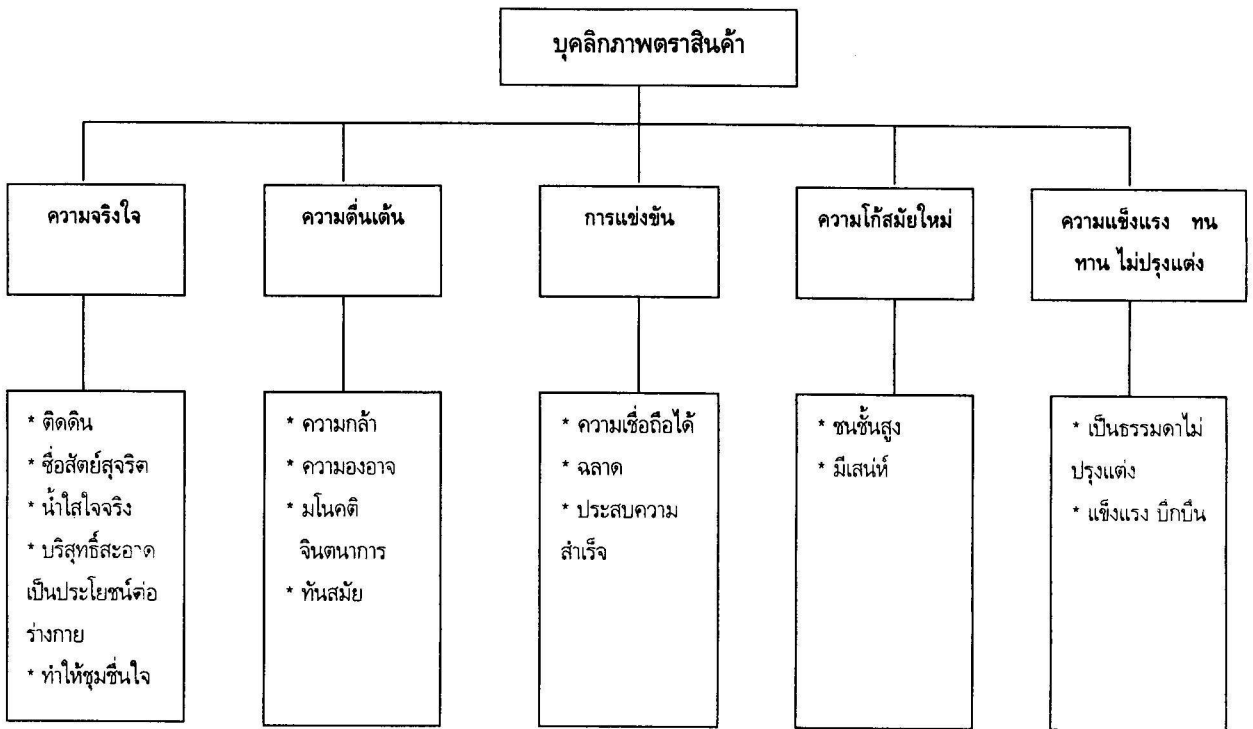 บุคลิกภาพตราสินค้า
ความจริงใจ
ความตื่นเต้น
การแข่งขัน
ความโก้สมัยใหม่
ความแข็งแรง ทน
ทาน ไม่ปรุงแต่ง
* ติดดิน
* ซื่อสัตย์สุจริต
* น้ำใสใจจริง
* บริสุทธิ์สะอาด
เป็นประโยชน์ต่อ
ร่างกาย
* ทำให้ชุมชื่นใจ
* ความกล้า
* ความองอาจ
* มโนคติ
จินตนาการ
* ทันสมัย
* ความเชื่อถือได้
* ฉลาด
* ประสบความ
สำเร็จ
* ชนชั้นสูง
* มีเสน่ห์
* เป็นธรรมดาไม่
ปรุงแต่ง
* แข็งแรง บึกบึน